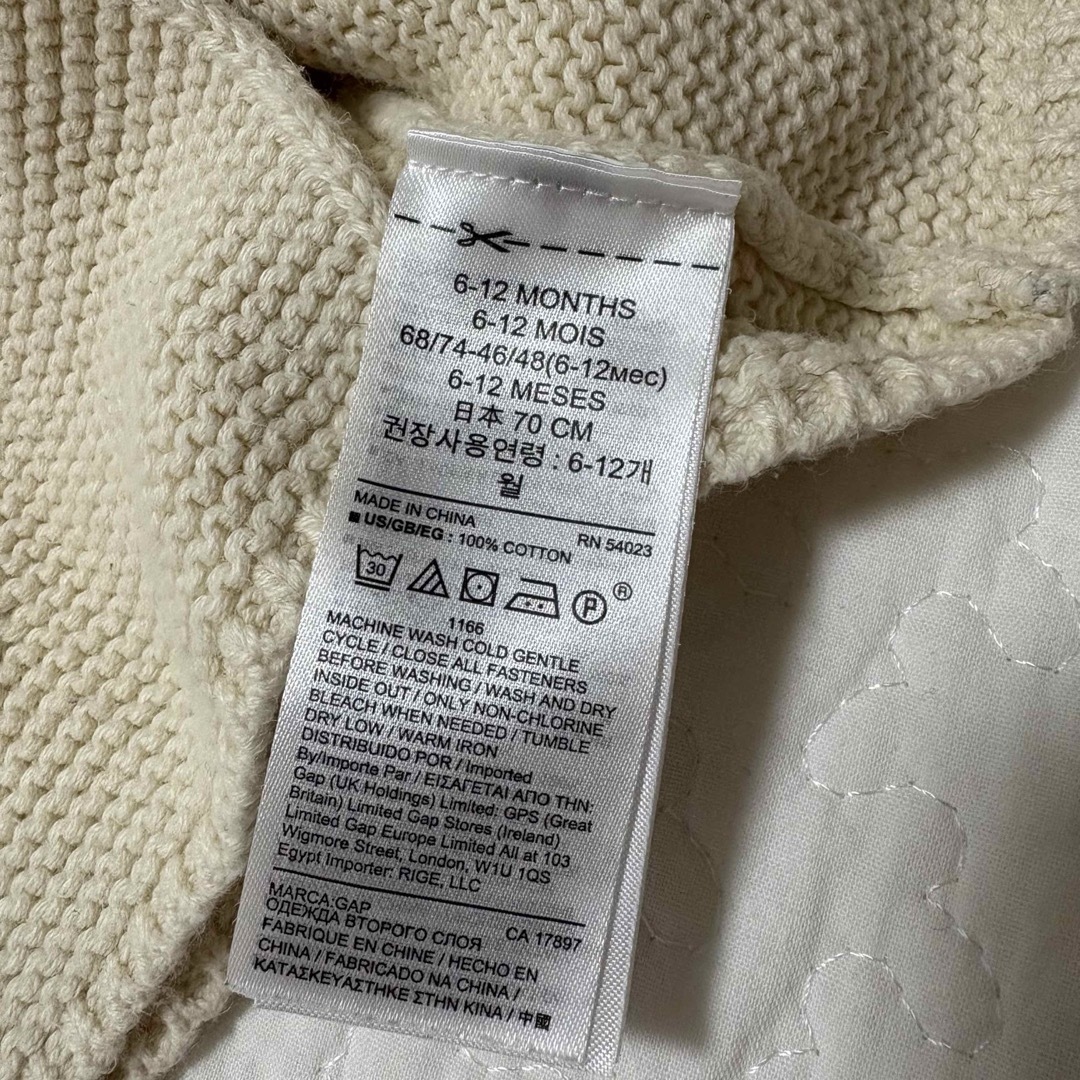 6-12 MONTHS
6-12 MOIS
68/74-46/48(6-12мес)
6-12 MESES
日本 70 CM
권장사용연령 : 6-12개
월
MADE IN CHINA
RN 54023
■ US/GB/EG : 100% COTTON
30
P
®
1166
MACHINE WASH COLD GENTLE
CYCLE / CLOSE ALL FASTENERS
BEFORE WASHING / WASH AND DRY
INSIDE OUT / ONLY NON-CHLORINE
BLEACH WHEN NEEDED / TUMBLE
DRY LOW / WARM IRON
DISTRIBUIDO POR / Imported
By/Importe Par / ΕΙΣΑΓΕΤΑΙ ΑΠΟ ΤΗΝ:
Gap (UK Holdings) Limited: GPS (Great
Britain) Limited Gap Stores (Ireland)
Limited Gap Europe Limited All at 103
Wigmore Street, London, W1U 1QS
Egypt Importer: RIGE, LLC
MARCA:GAP
ОДЕЖДА ВТОРОГО СЛОЯ
CA 17897
FABRIQUE EN CHINE / HECHO EN
CHINA / FABRICADO NA CHINA /
ΚΑΤΑΣΚΕΥΑΣΤΗΚΕ ΣΤΗΝ ΚΙΝΑ / 中國